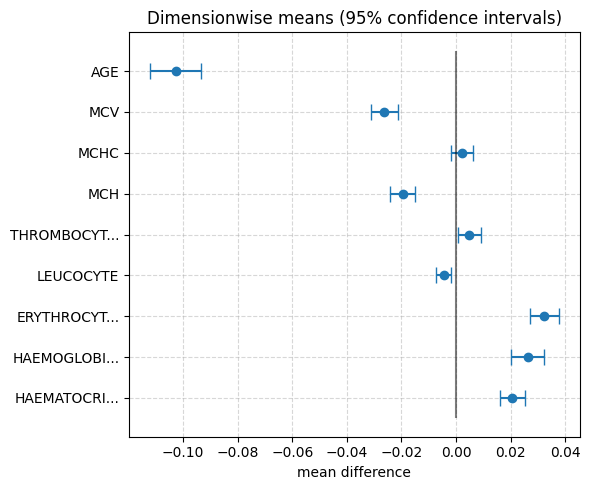 Dimensionwise means (95% confidence intervals)
AGE
MCV
MCHC
MCH
THROMBOCYT...
LEUCOCYTE
ERYTHROCYT...
HAEMOGLOBI...
HAEMATOCRI...
−0.10 −0.08 −0.06 −0.04 −0.02 0.00 0.02 0.04
mean difference